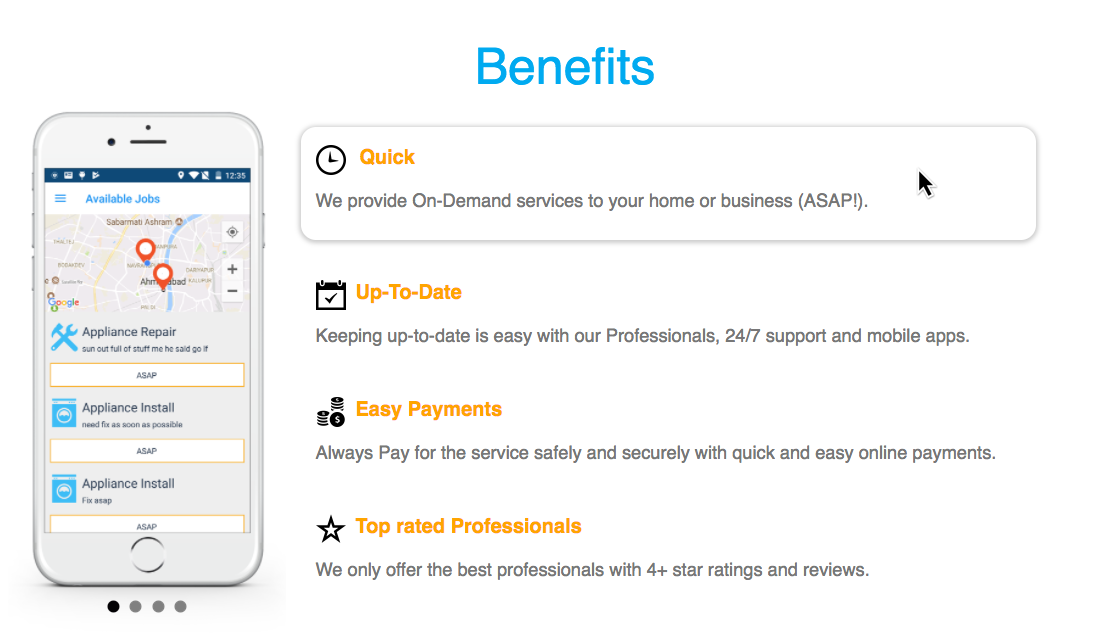 Benefits
Quick
We provide On-Demand services to your home or business (ASAP!).
Up-To-Date
Keeping up-to-date is easy with our Professionals, 24/7 support and mobile apps.
Easy Payments
Always Pay for the service safely and securely with quick and easy online payments.
Top rated Professionals
We only offer the best professionals with 4+ star ratings and reviews.
12:35
Available Jobs
Sabarmati Ashram
Google
Appliance Repair
sun out full of stuff me he said go if
ASAP
Appliance Install
need fix as soon as possible
ASAP
Appliance Install
Fix asap
ASAP